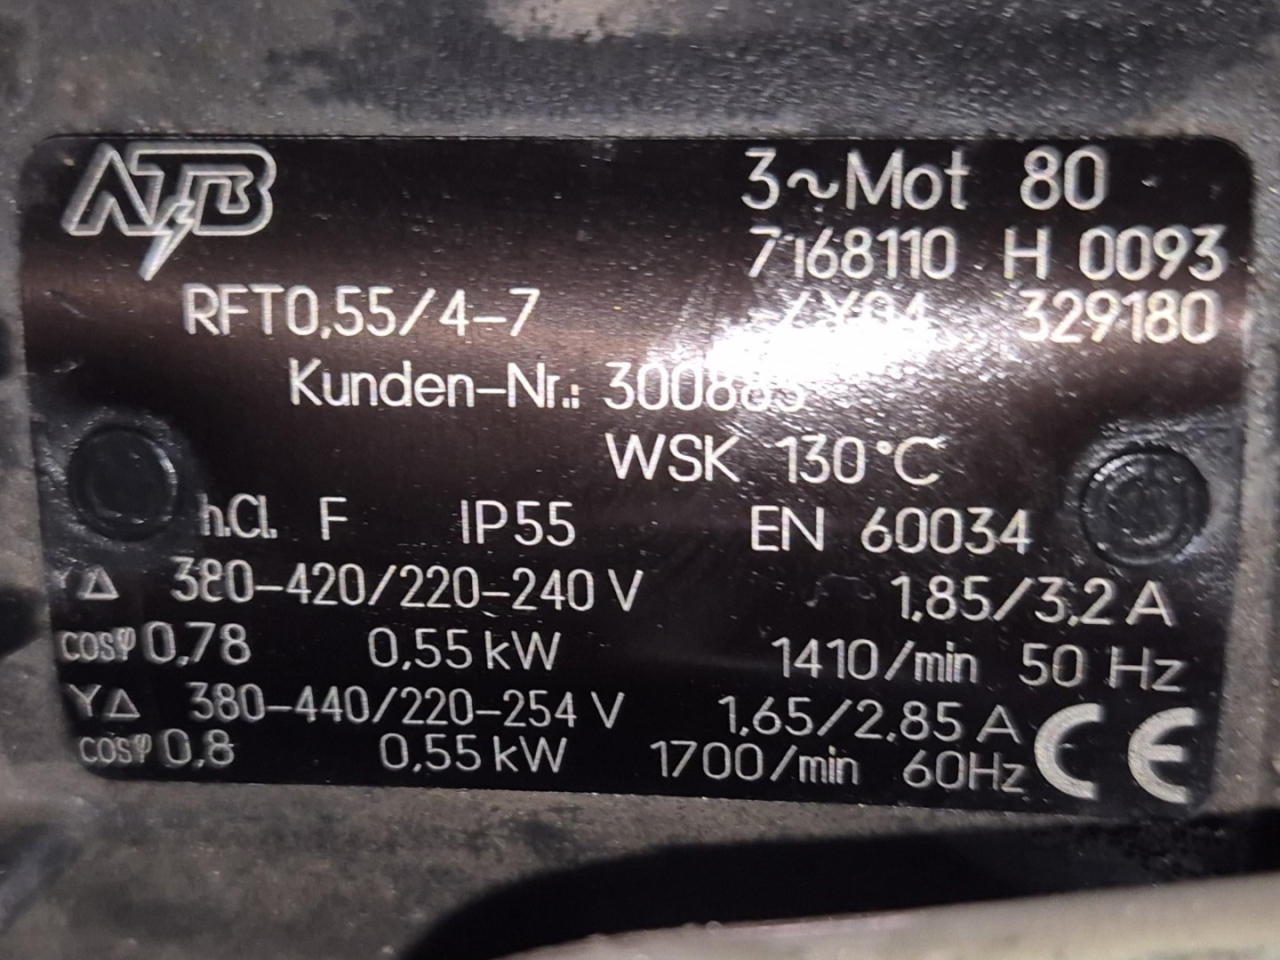 ATB
3~Mot 80
7168110 H 0093
RFT0,55/4-7
329180
Kunden-Nr.:
WSK 130°C
h.Cl. F IP55 EN 60034
Y△ 380-420/220-240 V 1,85/3,2 A
cosφ 0,78 0,55 kW 1410/min 50 Hz
Y△ 380-440/220-254 V 1,65/2,85 A
cosφ 0,8 0,55 kW 1700/min 60Hz
CE